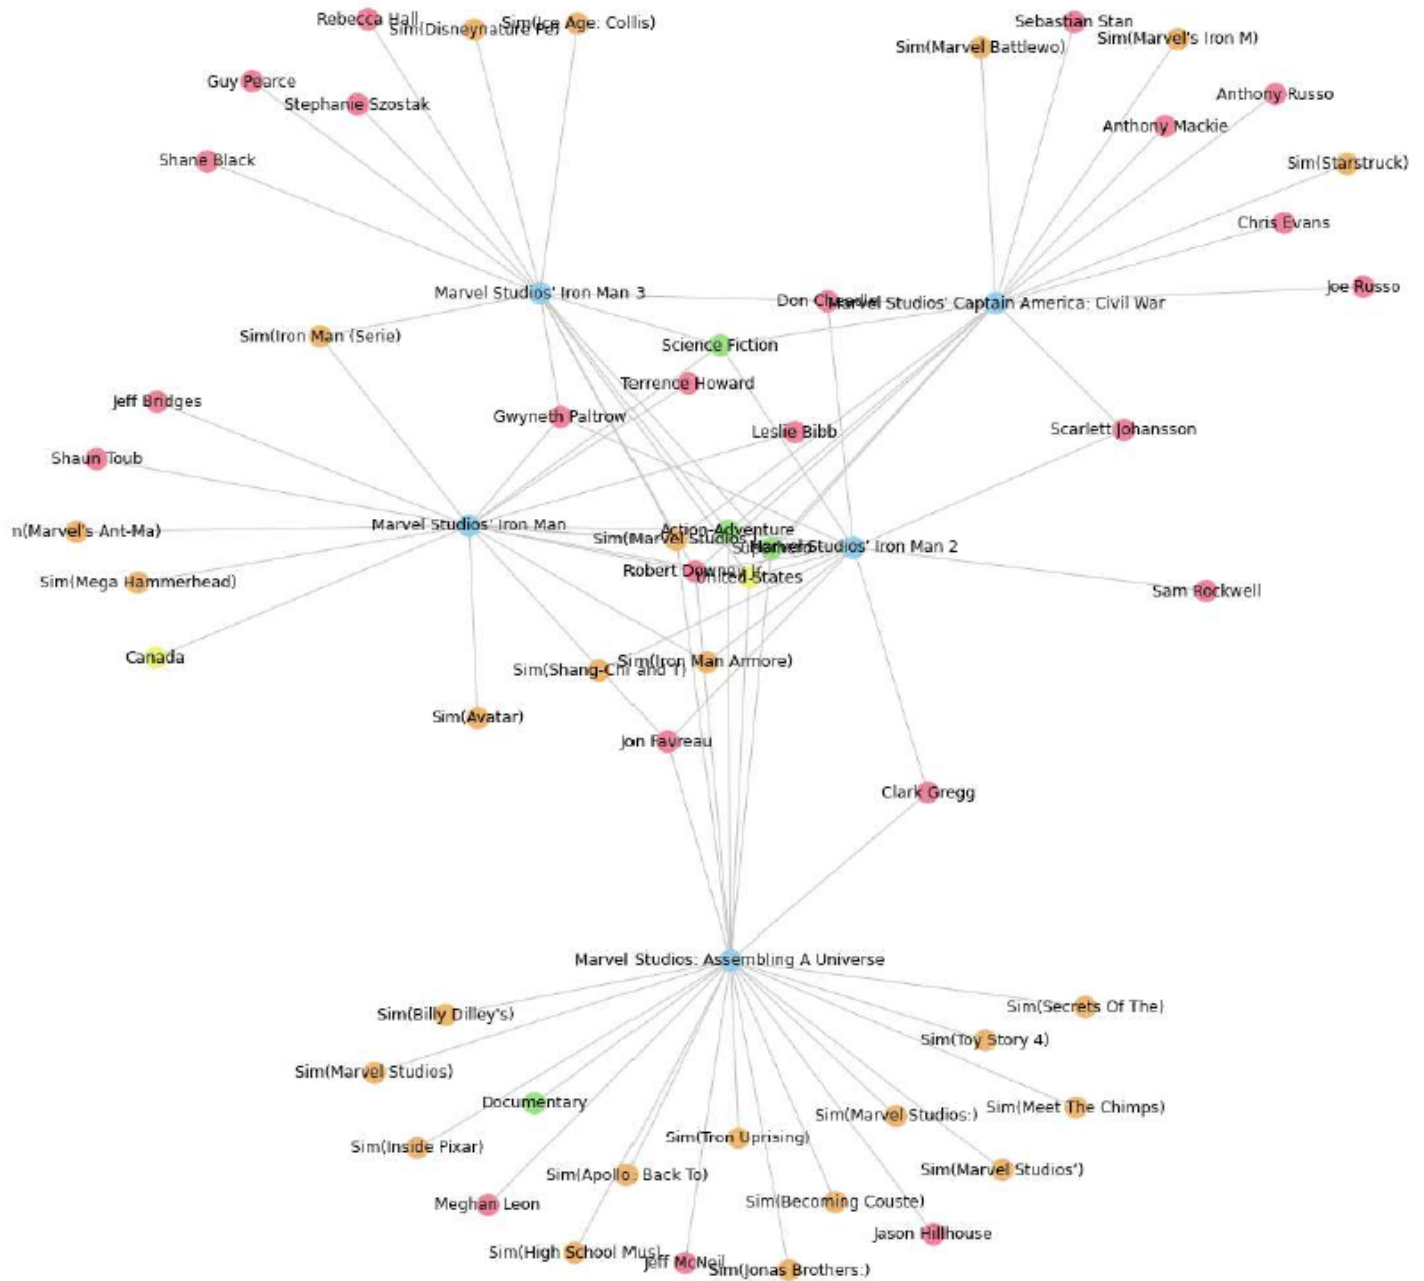 Rebecca Hall
Sim(Disneynature Pe)
Sim(Ice Age: Collis)
Sebastian Stan
Sim(Marvel Battlewo)
Sim(Marvel's Iron M)
Guy Pearce
Stephanie Szostak
Anthony Russo
Anthony Mackie
Shane Black
Sim(Starstruck)
Chris Evans
Joe Russo
Marvel Studios' Iron Man 3
Don Cheadle
Marvel Studios' Captain America: Civil War
Sim(Iron Man (Serie)
Science Fiction
Terrence Howard
Jeff Bridges
Gwyneth Paltrow
Leslie Bibb
Scarlett Johansson
Shaun Toub
Marvel Studios' Iron Man
n(Marvel's Ant-Ma)
Action-Adventure
Sim(Marvel Studios
Marvel Studios' Iron Man 2
Robert Downey Jr.
United States
Sim(Mega Hammerhead)
Sam Rockwell
Canada
Sim(Shang-Chi and T)
Sim(Iron Man Armore)
Sim(Avatar)
Jon Favreau
Clark Gregg
Marvel Studios: Assembling A Universe
Sim(Secrets Of The)
Sim(Billy Dilley's)
Sim(Toy Story 4)
Sim(Marvel Studios)
Documentary
Sim(Marvel Studios:)
Sim(Meet The Chimps)
Sim(Tron Uprising)
Sim(Inside Pixar)
Sim(Apollo: Back To)
Sim(Marvel Studios')
Meghan Leon
Sim(Becoming Couste)
Jason Hillhouse
Sim(High School Mus)
Jeff McNeil
Sim(Jonas Brothers:)